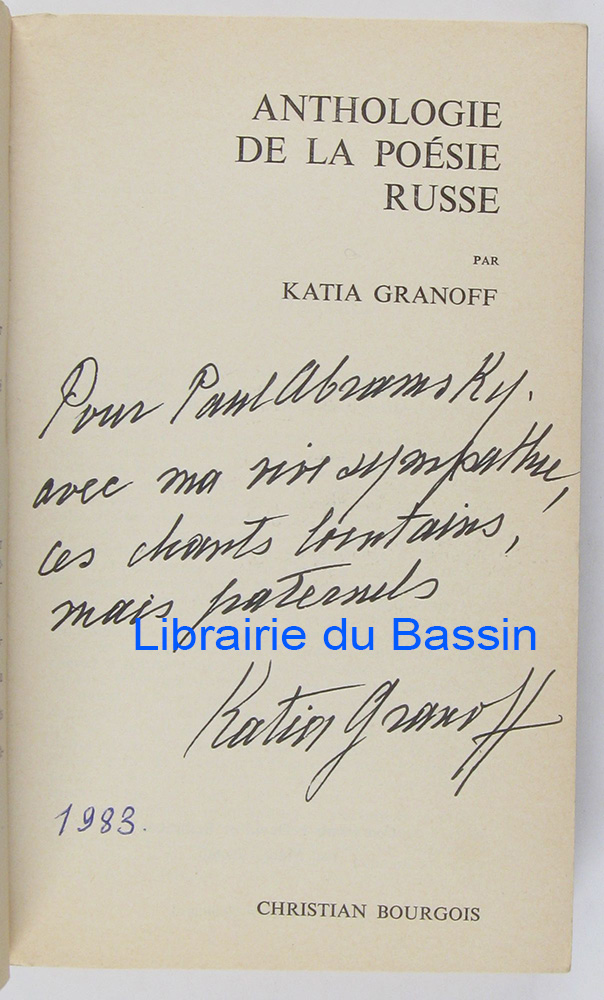 ANTHOLOGIE
DE LA POÉSIE
RUSSE
PAR
KATIA GRANOFF
Pour Paul Abramsky.
avec ma vive sympathie,
ces chants lointains,
mais paternels
Librairie du Bassin
Katia Granoff
1983.
CHRISTIAN BOURGOIS